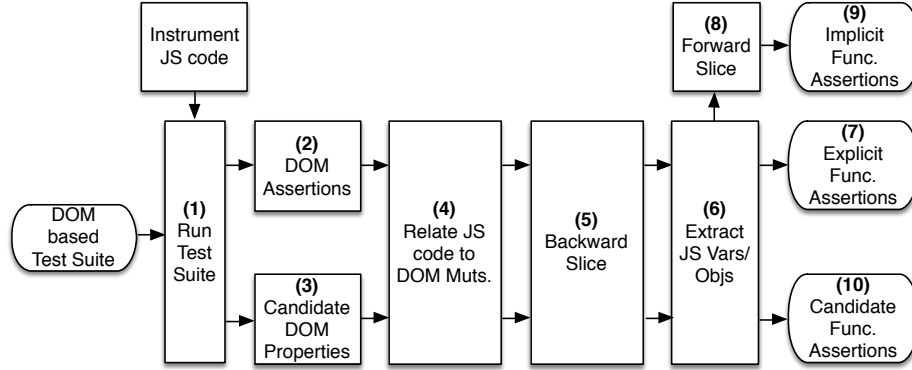 Instrument
JS code
(8)
Forward
Slice
(9)
Implicit
Func.
Assertions
DOM
based
Test Suite
(1)
Run
Test
Suite
(2)
DOM
Assertions
(3)
Candidate
DOM
Properties
(4)
Relate JS
code to
DOM Muts.
(5)
Backward
Slice
(6)
Extract
JS Vars/
Objs
(7)
Explicit
Func.
Assertions
(10)
Candidate
Func.
Assertions